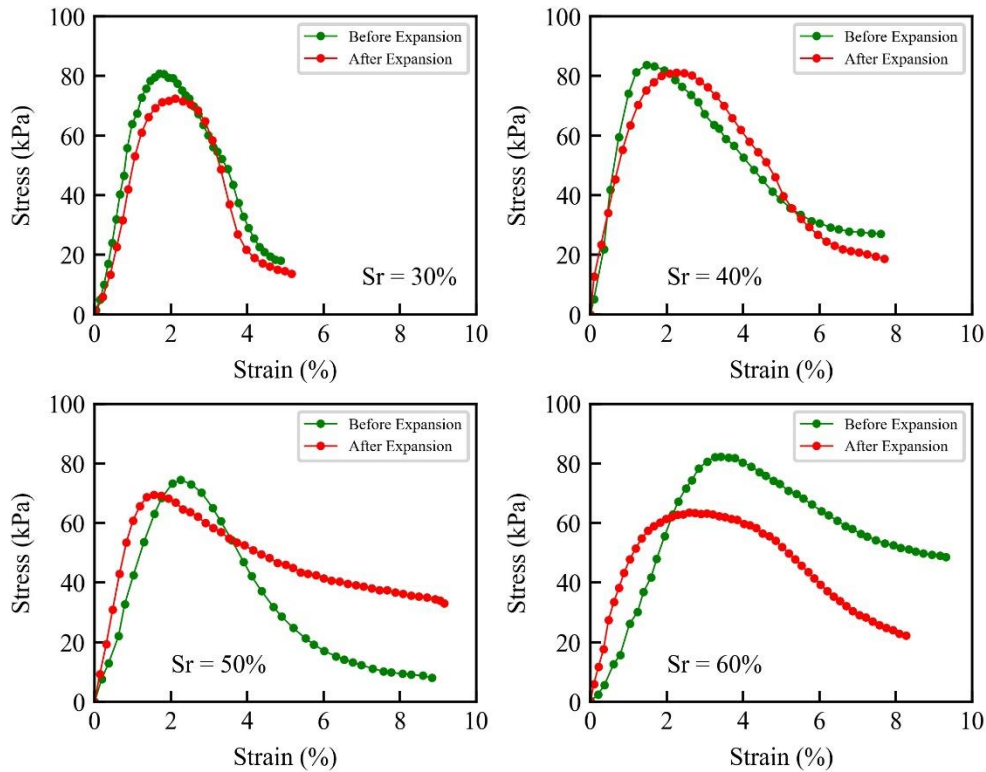 100
80
60
40
20
0
Stress (kPa)
Before Expansion
After Expansion
Sr = 30%
0 2 4 6 8 10
Strain (%)
100
80
60
40
20
0
Stress (kPa)
Before Expansion
After Expansion
Sr = 40%
0 2 4 6 8 10
Strain (%)
100
80
60
40
20
0
Stress (kPa)
Before Expansion
After Expansion
Sr = 50%
0 2 4 6 8 10
Strain (%)
100
80
60
40
20
0
Stress (kPa)
Before Expansion
After Expansion
Sr = 60%
0 2 4 6 8 10
Strain (%)